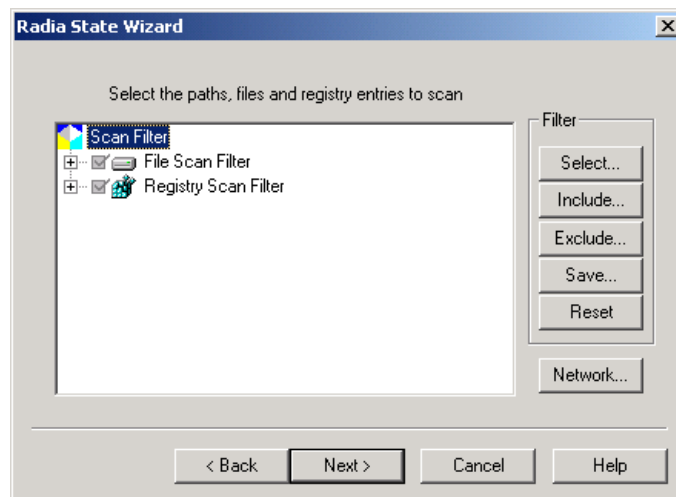 Radia State Wizard
Select the paths, files and registry entries to scan
Scan Filter
File Scan Filter
Registry Scan Filter
Filter
Select...
Include...
Exclude...
Save...
Reset
Network...
< Back
Next >
Cancel
Help